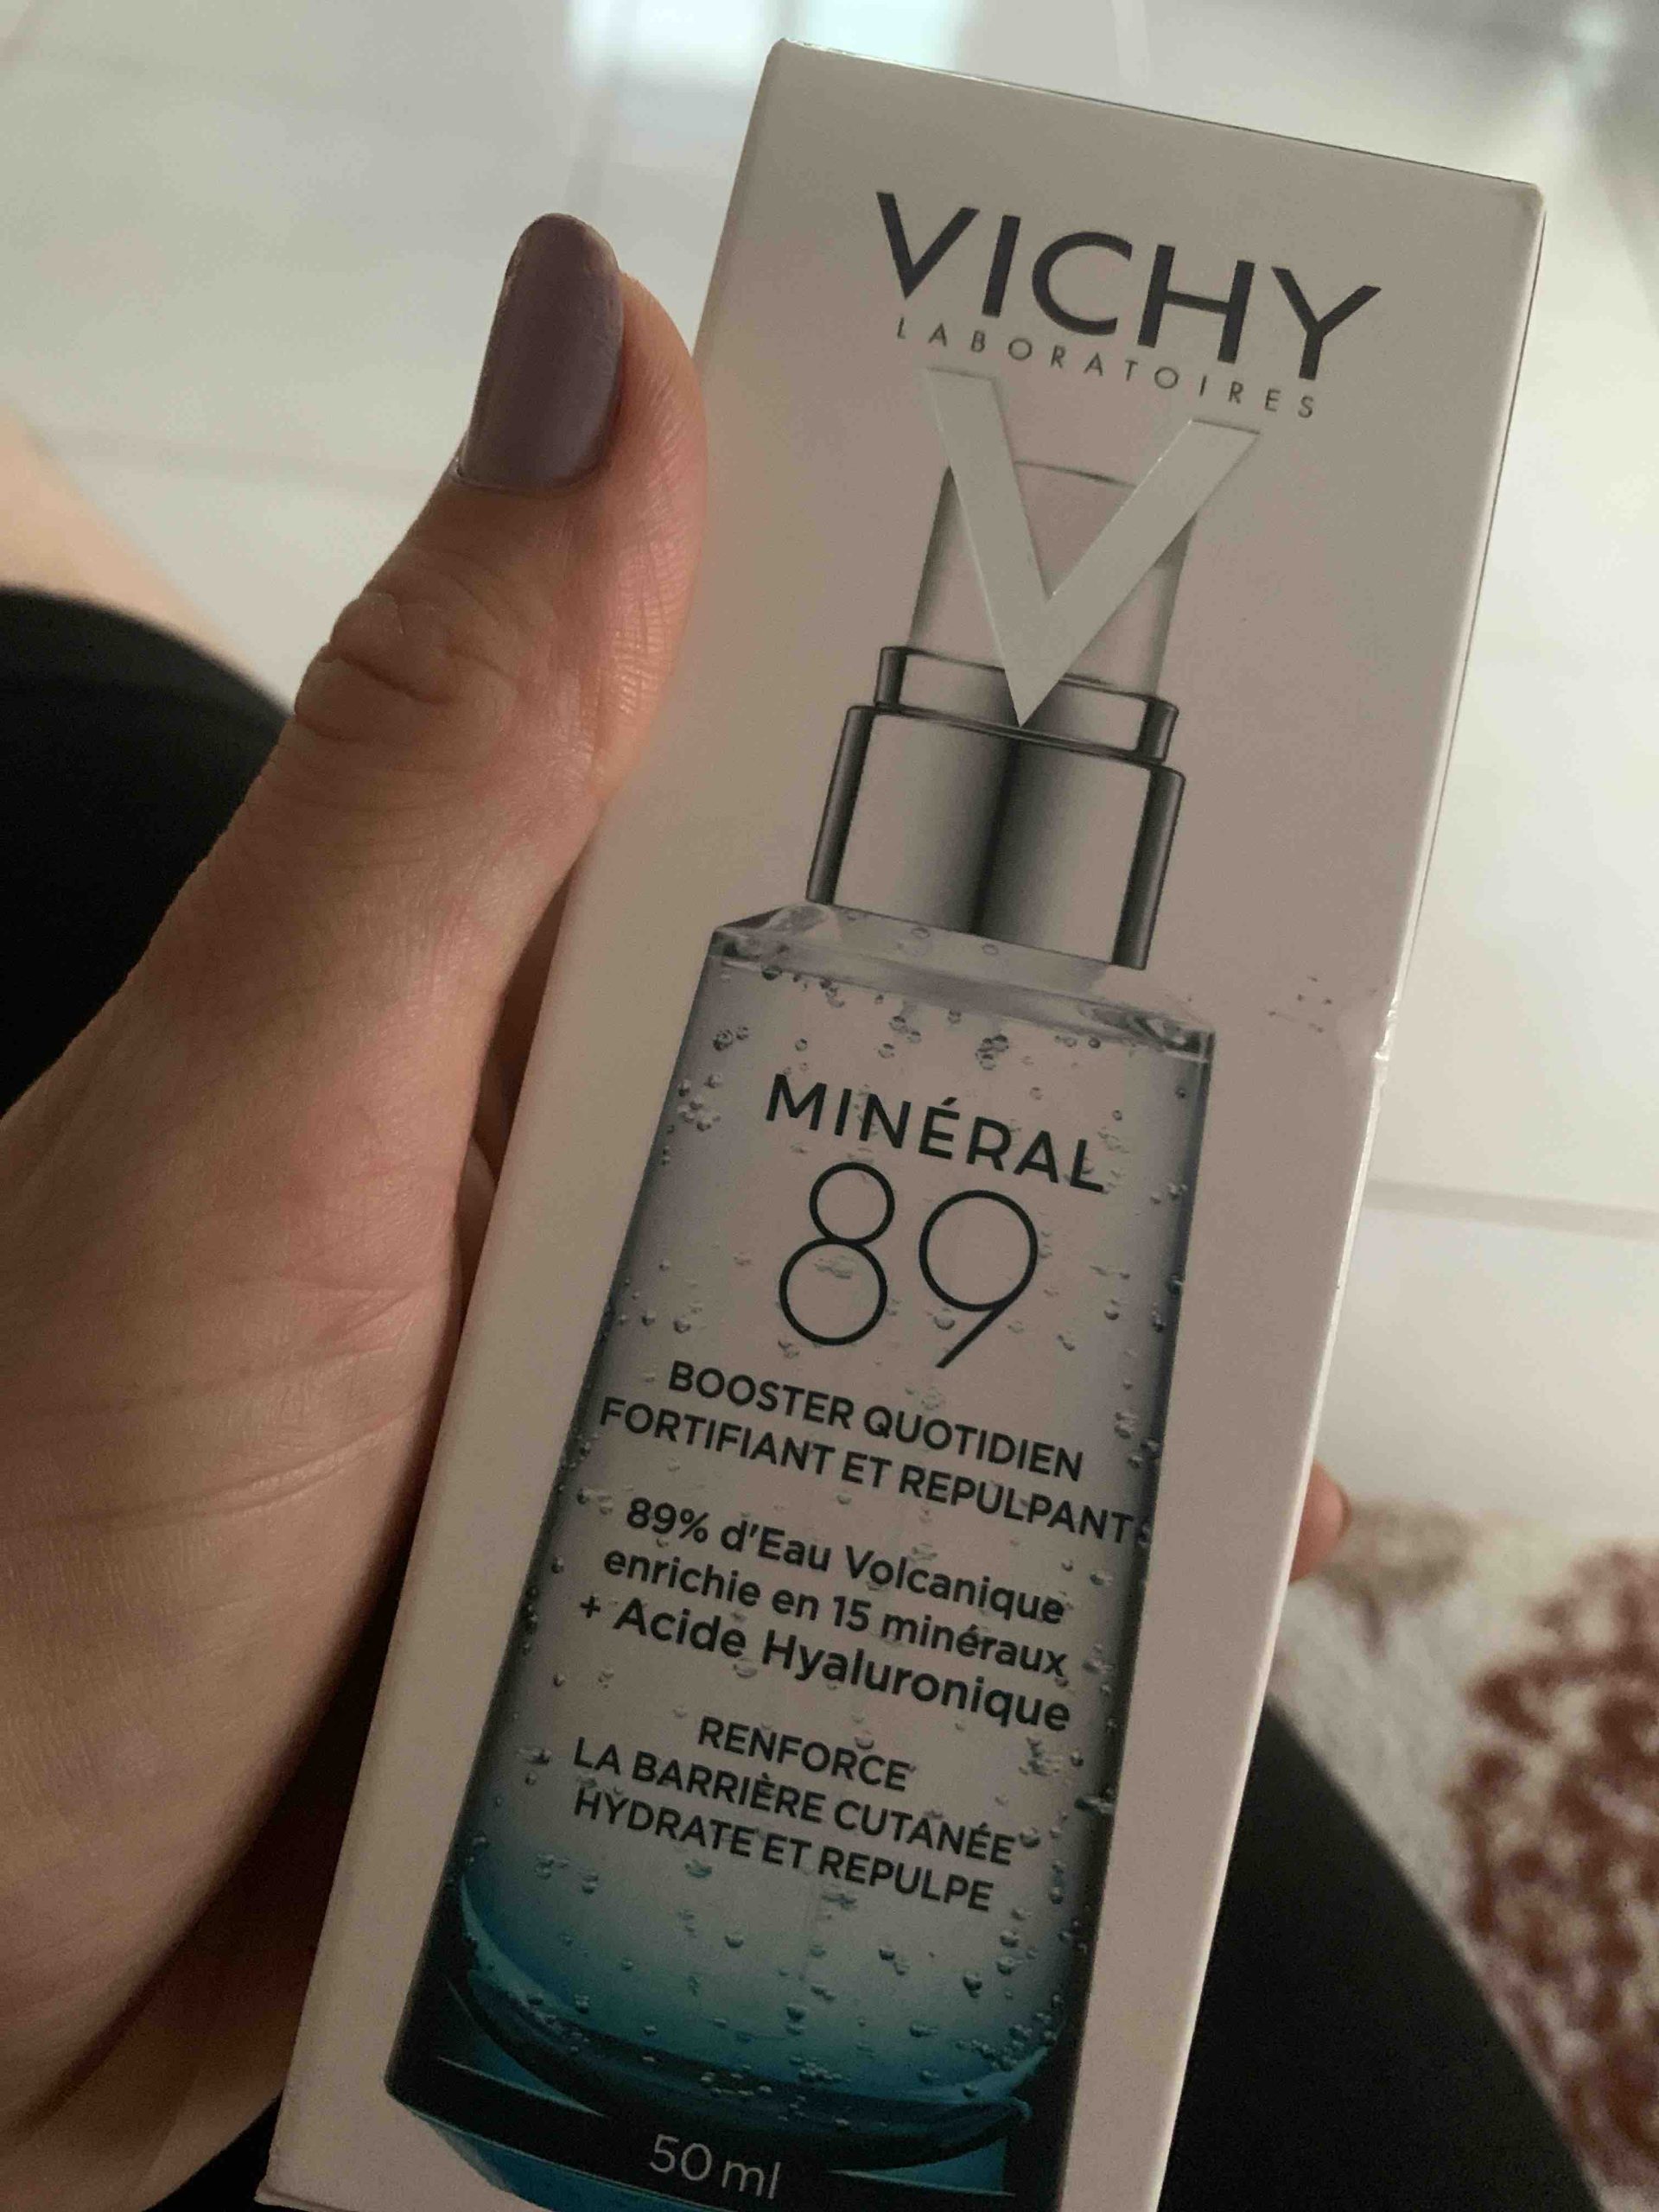 VICHY
LABORATOIRES
V
MINÉRAL
89
BOOSTER QUOTIDIEN
FORTIFIANT ET REPULPANT
89% d'Eau Volcanique
enrichie en 15 minéraux
+ Acide Hyaluronique
RENFORCE
LA BARRIÈRE CUTANÉE
HYDRATE ET REPULPE
50 ml